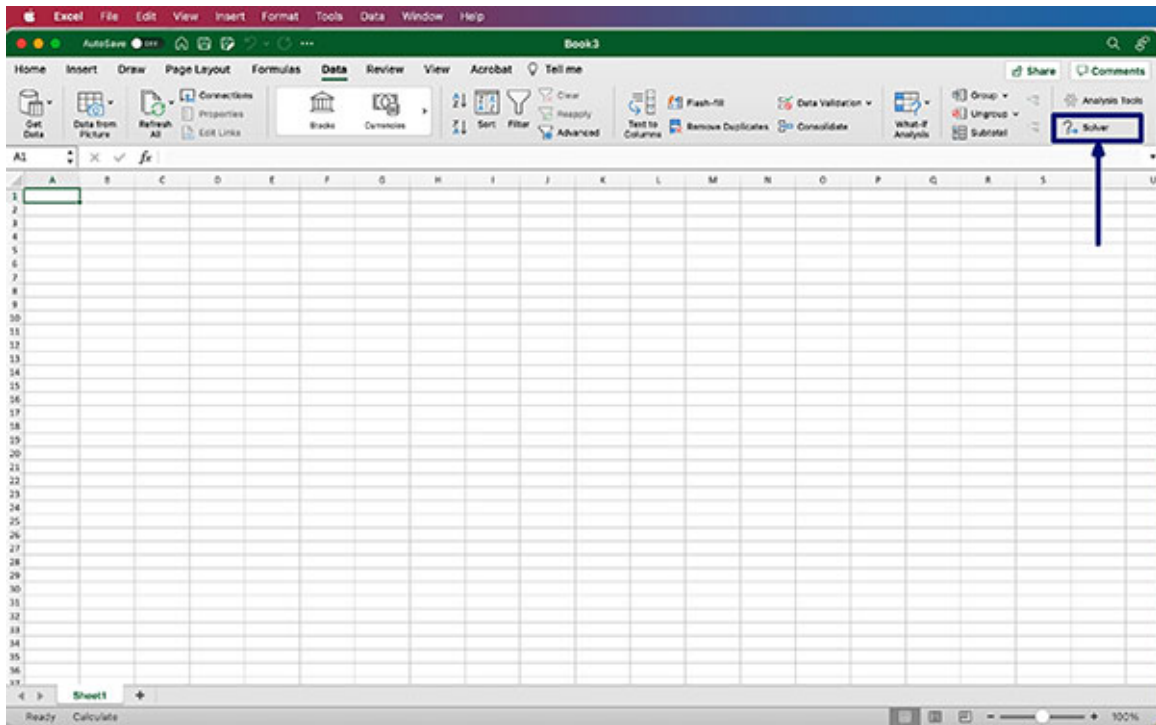 Excel File Edit View Insert Format Tools Data Window Help
AutoSave OFF Book3
Home Insert Draw Page Layout Formulas Data Review View Acrobat Tell me Share Comments
Get Data
Data from Picture
Refresh All
Connections
Properties
Edit Links
Stocks
Currencies
Sort
Filter
Clear
Reapply
Advanced
Text to Columns
Flash-fill
Remove Duplicates
Data Validation
Consolidate
What-if Analysis
Group
Ungroup
Subtotal
Analysis Tools
Solver
A1 fx
A B C D E F G H I J K L M N O P Q R S U
1
2
3
4
5
6
7
8
9
10
11
12
13
14
15
16
17
18
19
20
21
22
23
24
25
26
27
28
29
30
31
32
33
34
35
36
37
Sheet1 +
Ready Calculate 100%